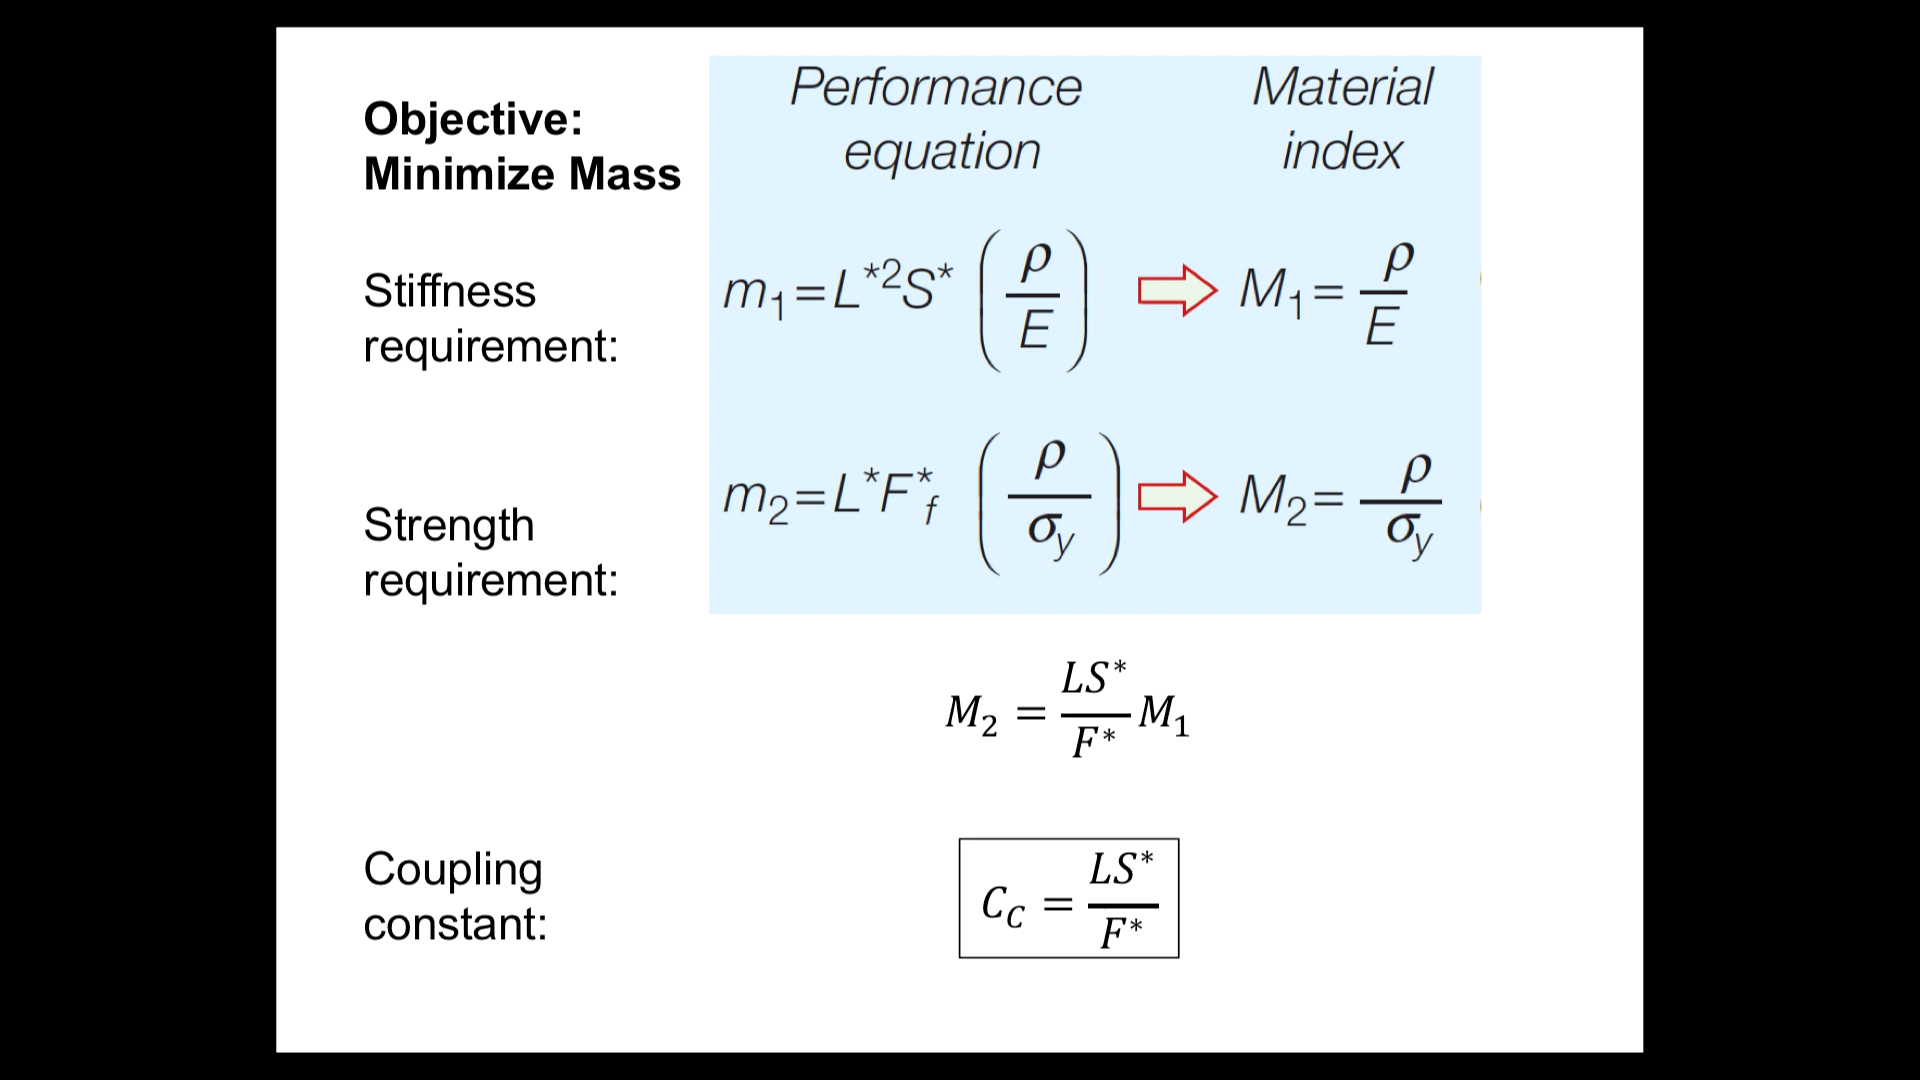 Objective:
Minimize Mass
Performance
equation
Material
index
Stiffness
requirement:
m₁=L*²S* (ρ/E)
M₁= ρ/E
Strength
requirement:
m₂=L*F*f (ρ/σy)
M₂= ρ/σy
M₂ = LS*/F* M₁
Coupling
constant:
C_C = LS*/F*